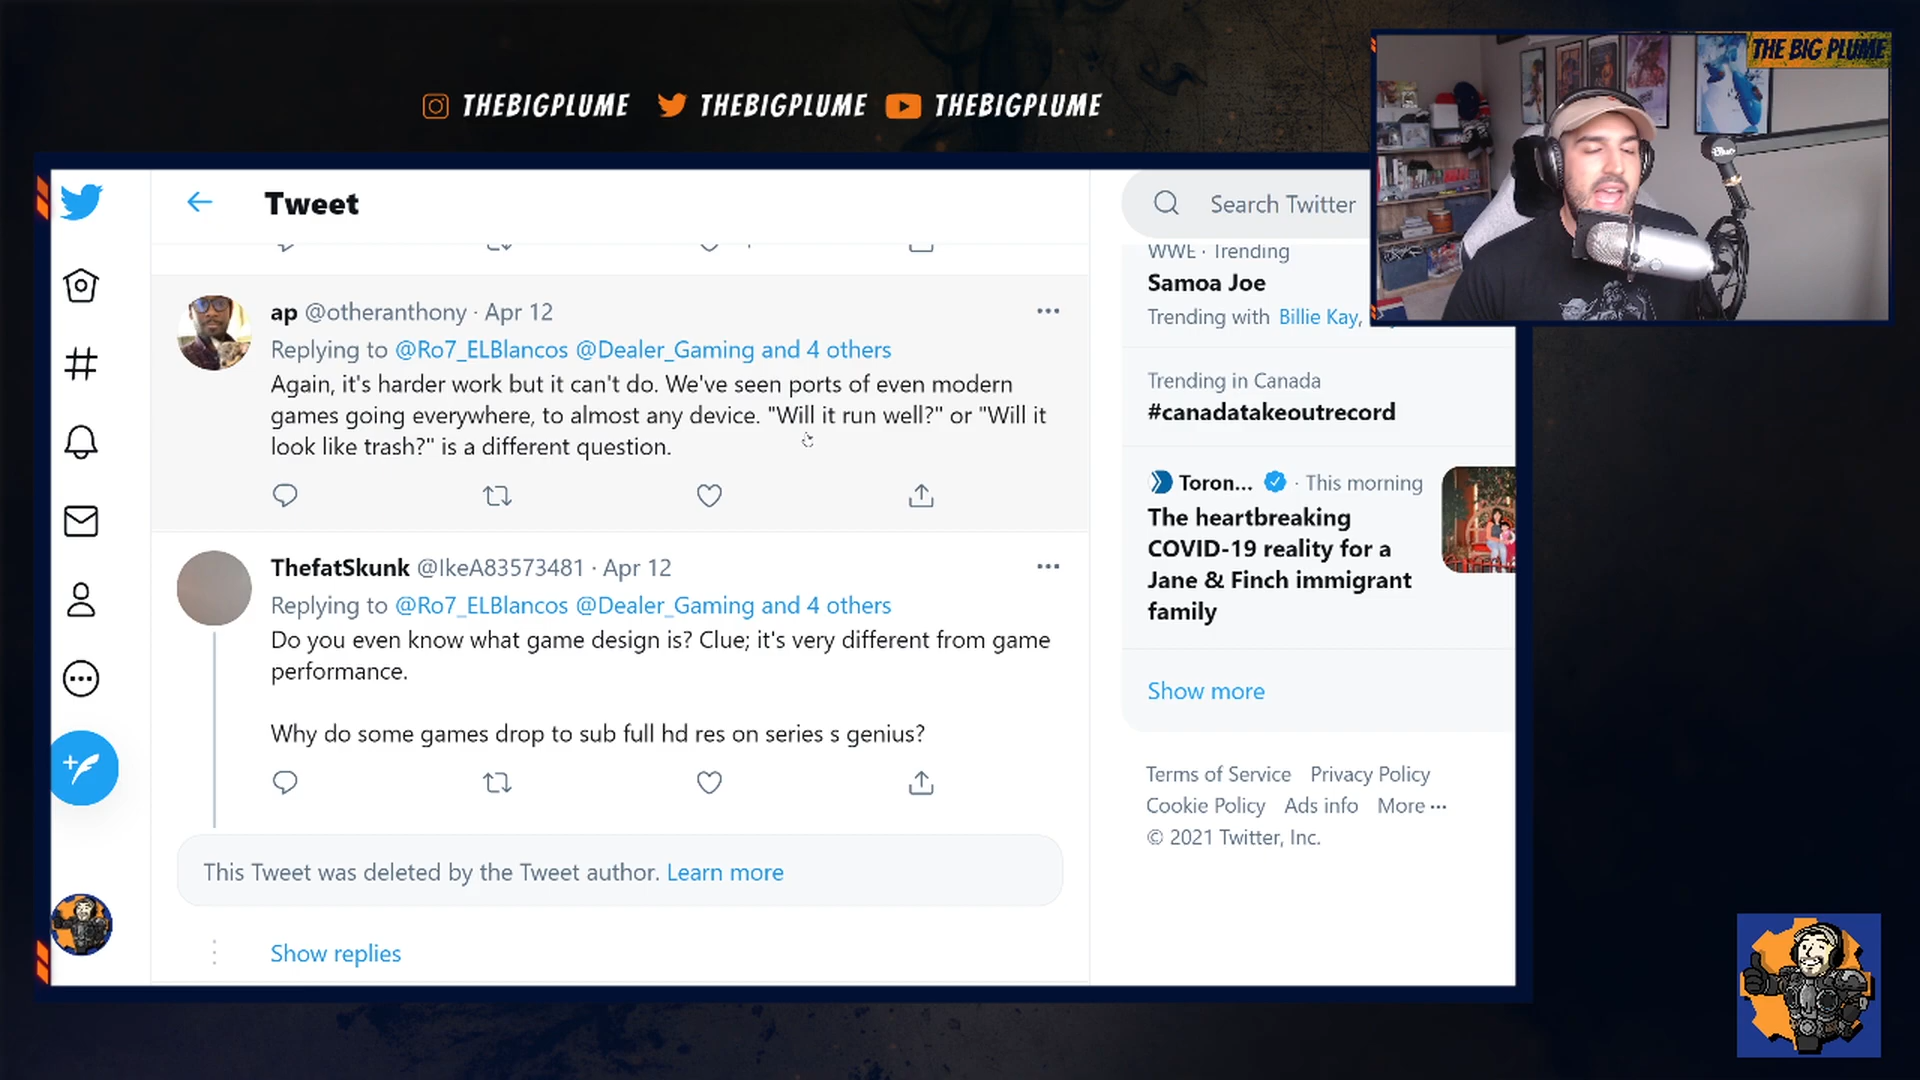 THE BIG PLUME
THEBIGPLUME THEBIGPLUME THEBIGPLUME
Tweet
Search Twitter
ap @otheranthony · Apr 12
Replying to @Ro7_ELBlancos @Dealer_Gaming and 4 others
Again, it's harder work but it can't do. We've seen ports of even modern
games going everywhere, to almost any device. "Will it run well?" or "Will it
look like trash?" is a different question.
ThefatSkunk @IkeA83573481 · Apr 12
Replying to @Ro7_ELBlancos @Dealer_Gaming and 4 others
Do you even know what game design is? Clue; it's very different from game
performance.
Why do some games drop to sub full hd res on series s genius?
This Tweet was deleted by the Tweet author. Learn more
Show replies
WWE · Trending
Samoa Joe
Trending with Billie Kay,
Trending in Canada
#canadatakeoutrecord
Toron... · This morning
The heartbreaking
COVID-19 reality for a
Jane & Finch immigrant
family
Show more
Terms of Service Privacy Policy
Cookie Policy Ads info More ···
© 2021 Twitter, Inc.